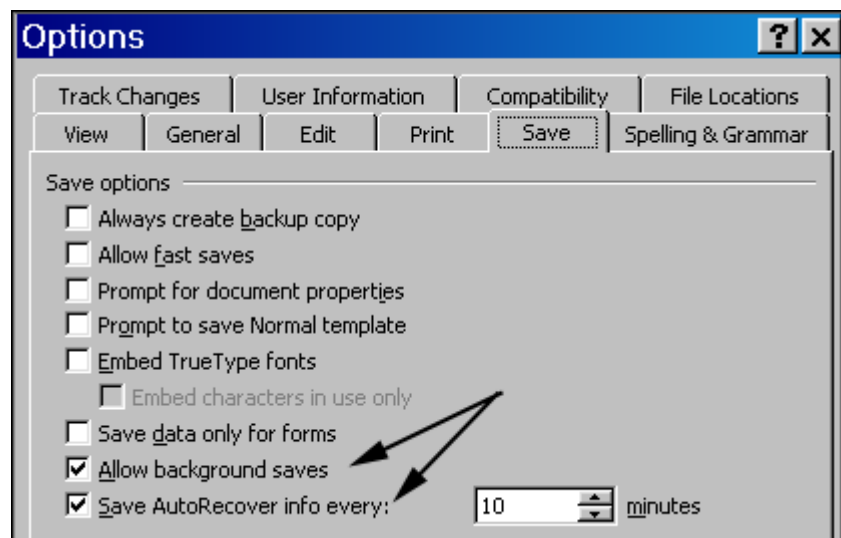 Options
Track Changes User Information Compatibility File Locations
View General Edit Print Save Spelling & Grammar
Save options
Always create backup copy
Allow fast saves
Prompt for document properties
Prompt to save Normal template
Embed TrueType fonts
Embed characters in use only
Save data only for forms
Allow background saves
Save AutoRecover info every: 10 minutes